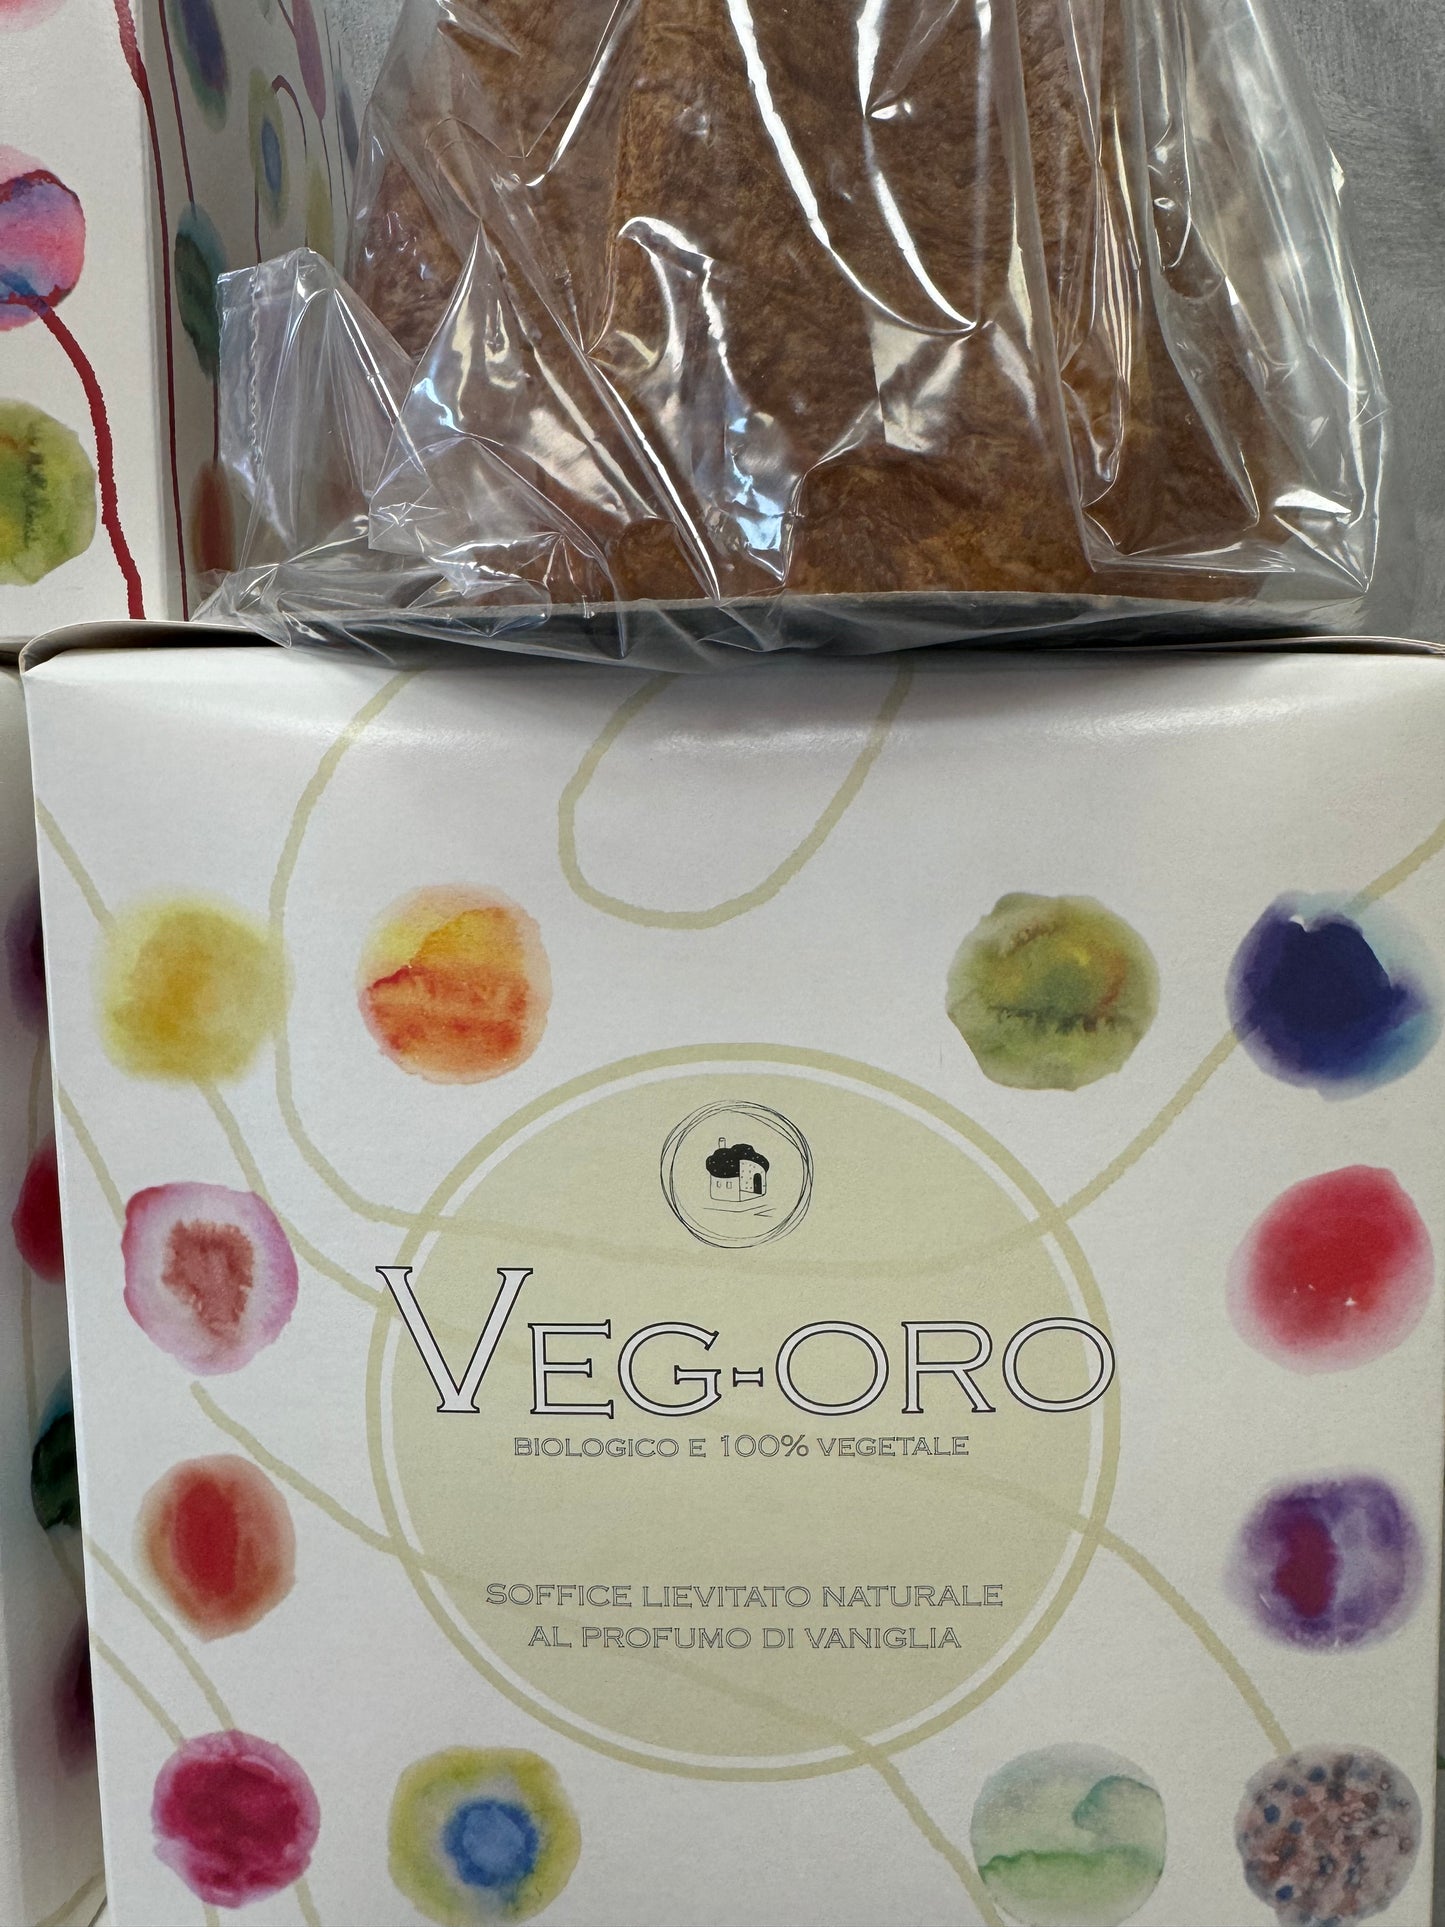 VEG-ORO
BIOLOGICO E 100% VEGETALE
SOFFICE LIEVITATO NATURALE
AL PROFUMO DI VANIGLIA